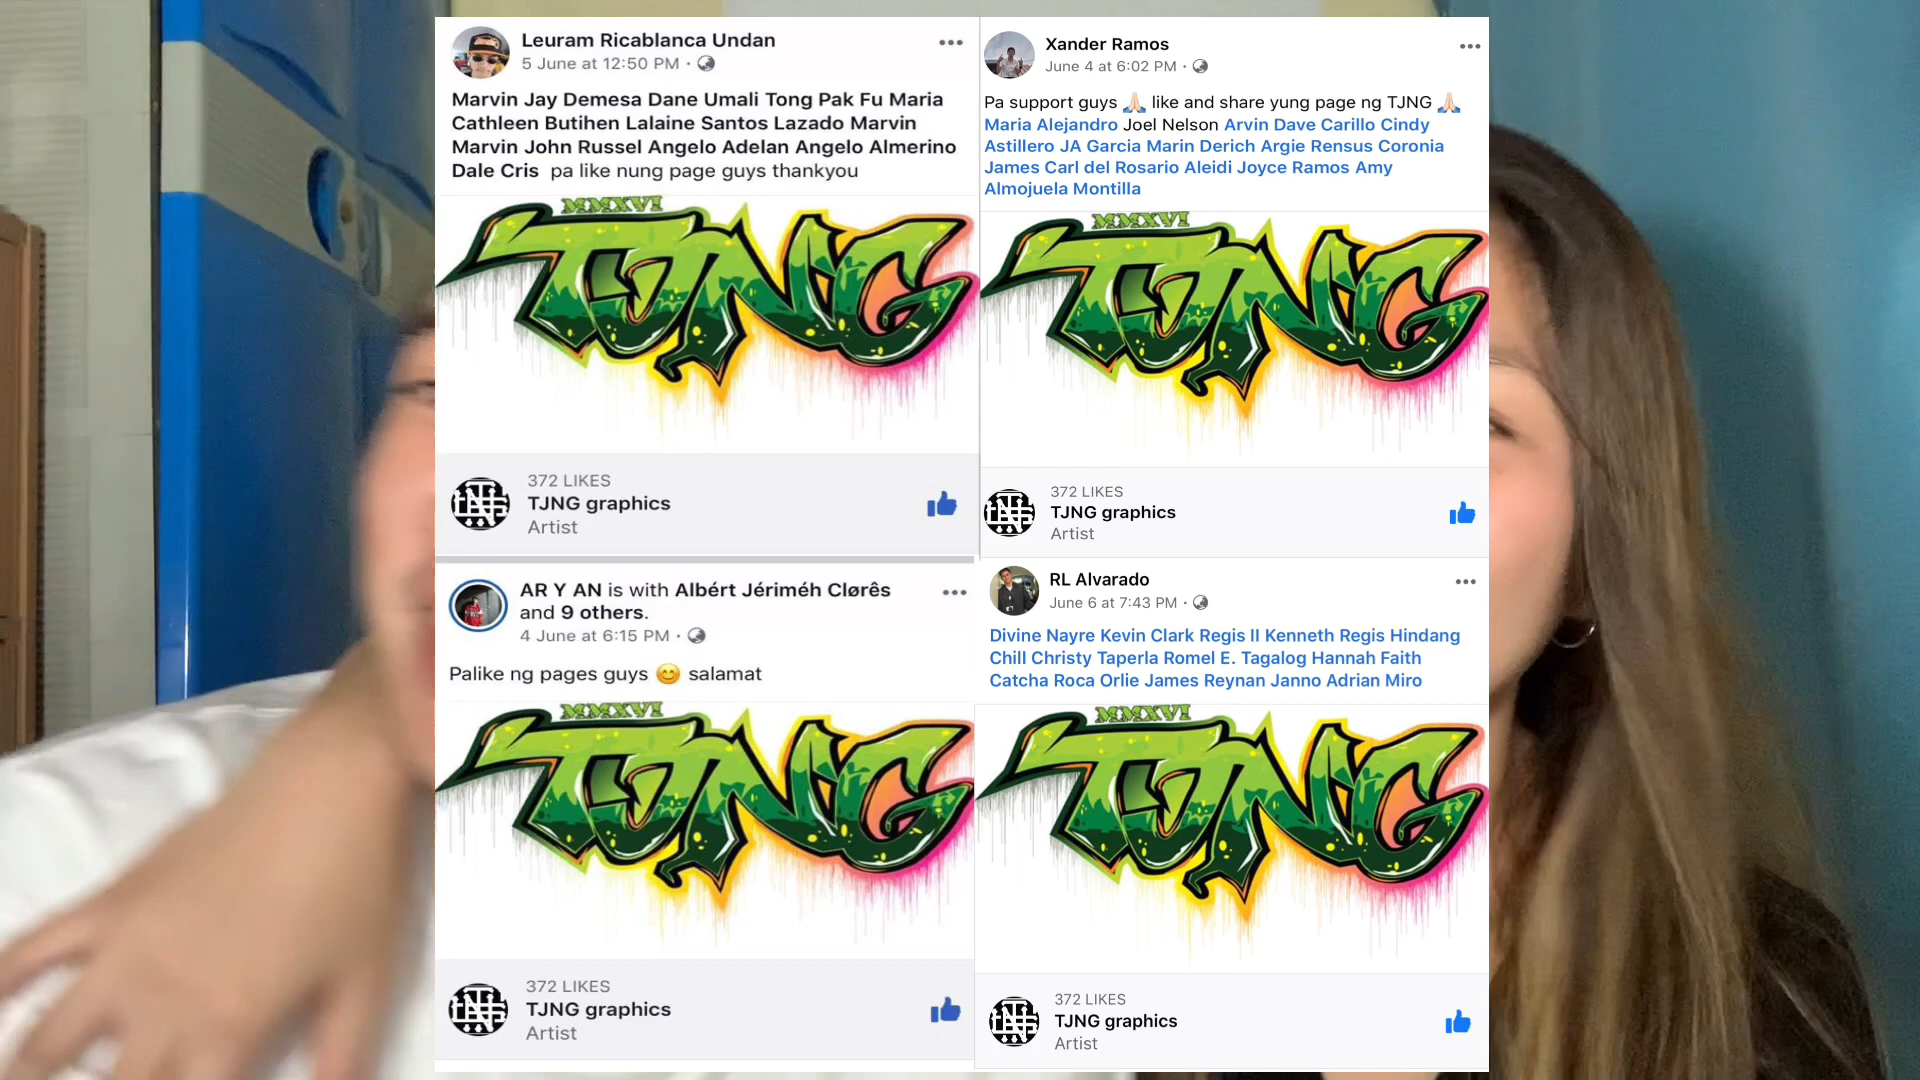 Leuram Ricablanca Undan
5 June at 12:50 PM ·
Marvin Jay Demesa Dane Umali Tong Pak Fu Maria
Cathleen Butihen Lalaine Santos Lazado Marvin
Marvin John Russel Angelo Adelan Angelo Almerino
Dale Cris pa like nung page guys thankyou
MMXVI
TJNG
372 LIKES
TJNG graphics
Artist
Xander Ramos
June 4 at 6:02 PM ·
Pa support guys 🙏🏻 like and share yung page ng TJNG 🙏🏻
Maria Alejandro Joel Nelson Arvin Dave Carillo Cindy
Astillero JA Garcia Marin Derich Argie Rensus Coronia
James Carl del Rosario Aleidi Joyce Ramos Amy
Almojuela Montilla
MMXVI
TJNG
372 LIKES
TJNG graphics
Artist
AR Y AN is with Albért Jériméh Clørês
and 9 others.
4 June at 6:15 PM ·
Palike ng pages guys 😊 salamat
MMXVI
TJNG
372 LIKES
TJNG graphics
Artist
RL Alvarado
June 6 at 7:43 PM ·
Divine Nayre Kevin Clark Regis II Kenneth Regis Hindang
Chill Christy Taperla Romel E. Tagalog Hannah Faith
Catcha Roca Orlie James Reynan Janno Adrian Miro
MMXVI
TJNG
372 LIKES
TJNG graphics
Artist